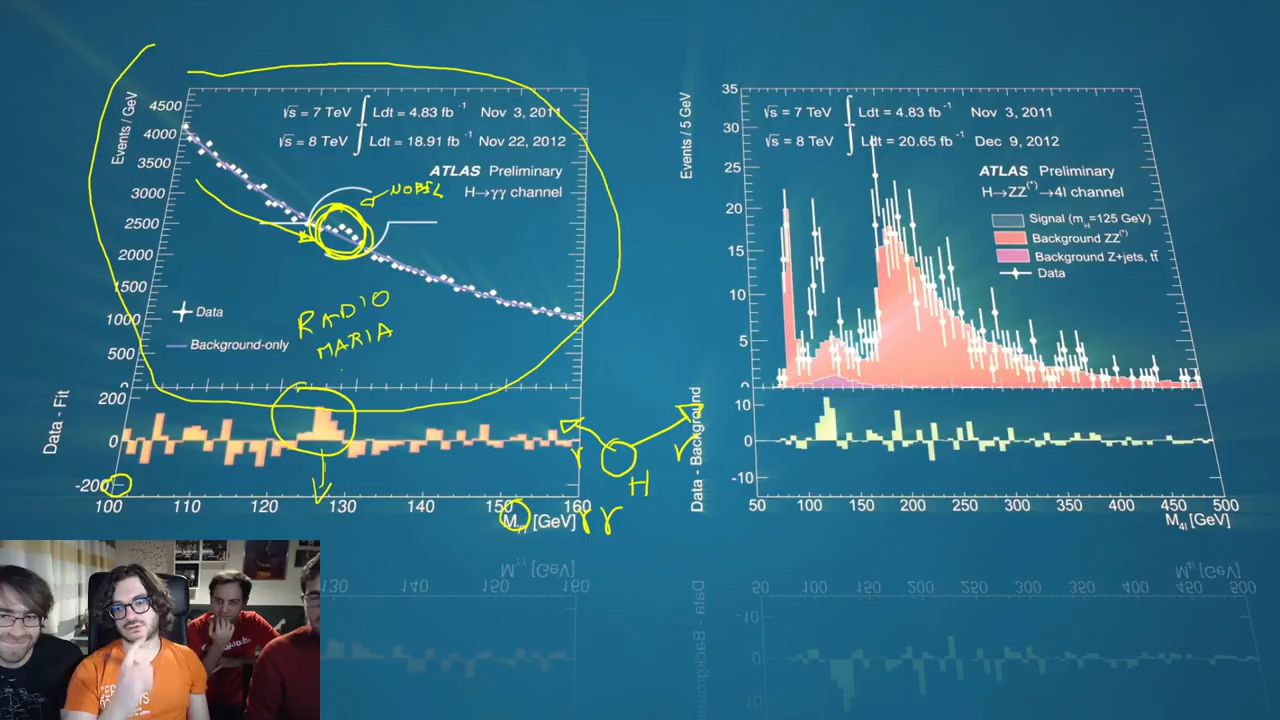 Events / GeV
4500
4000
3500
3000
2500
2000
1500
1000
500
0
√s = 7 TeV ∫ Ldt = 4.83 fb⁻¹ Nov 3, 2011
√s = 8 TeV ∫ Ldt = 18.91 fb⁻¹ Nov 22, 2012
ATLAS Preliminary
H→γγ channel
NOBEL
RADIO
MARIA
Data
Background-only
Data - Fit
200
0
-200
100 110 120 130 140 150 160
M [GeV] γγ
γ
H
γ
Events / 5 GeV
35
30
25
20
15
10
5
0
√s = 7 TeV ∫ Ldt = 4.83 fb⁻¹ Nov 3, 2011
√s = 8 TeV ∫ Ldt = 20.65 fb⁻¹ Dec 9, 2012
ATLAS Preliminary
H→ZZ(*)→4l channel
Signal (mH=125 GeV)
Background ZZ(*)
Background Z+jets, tt̄
Data
Data - Background
10
0
-10
50 100 150 200 250 300 350 400 450 500
M4l [GeV]